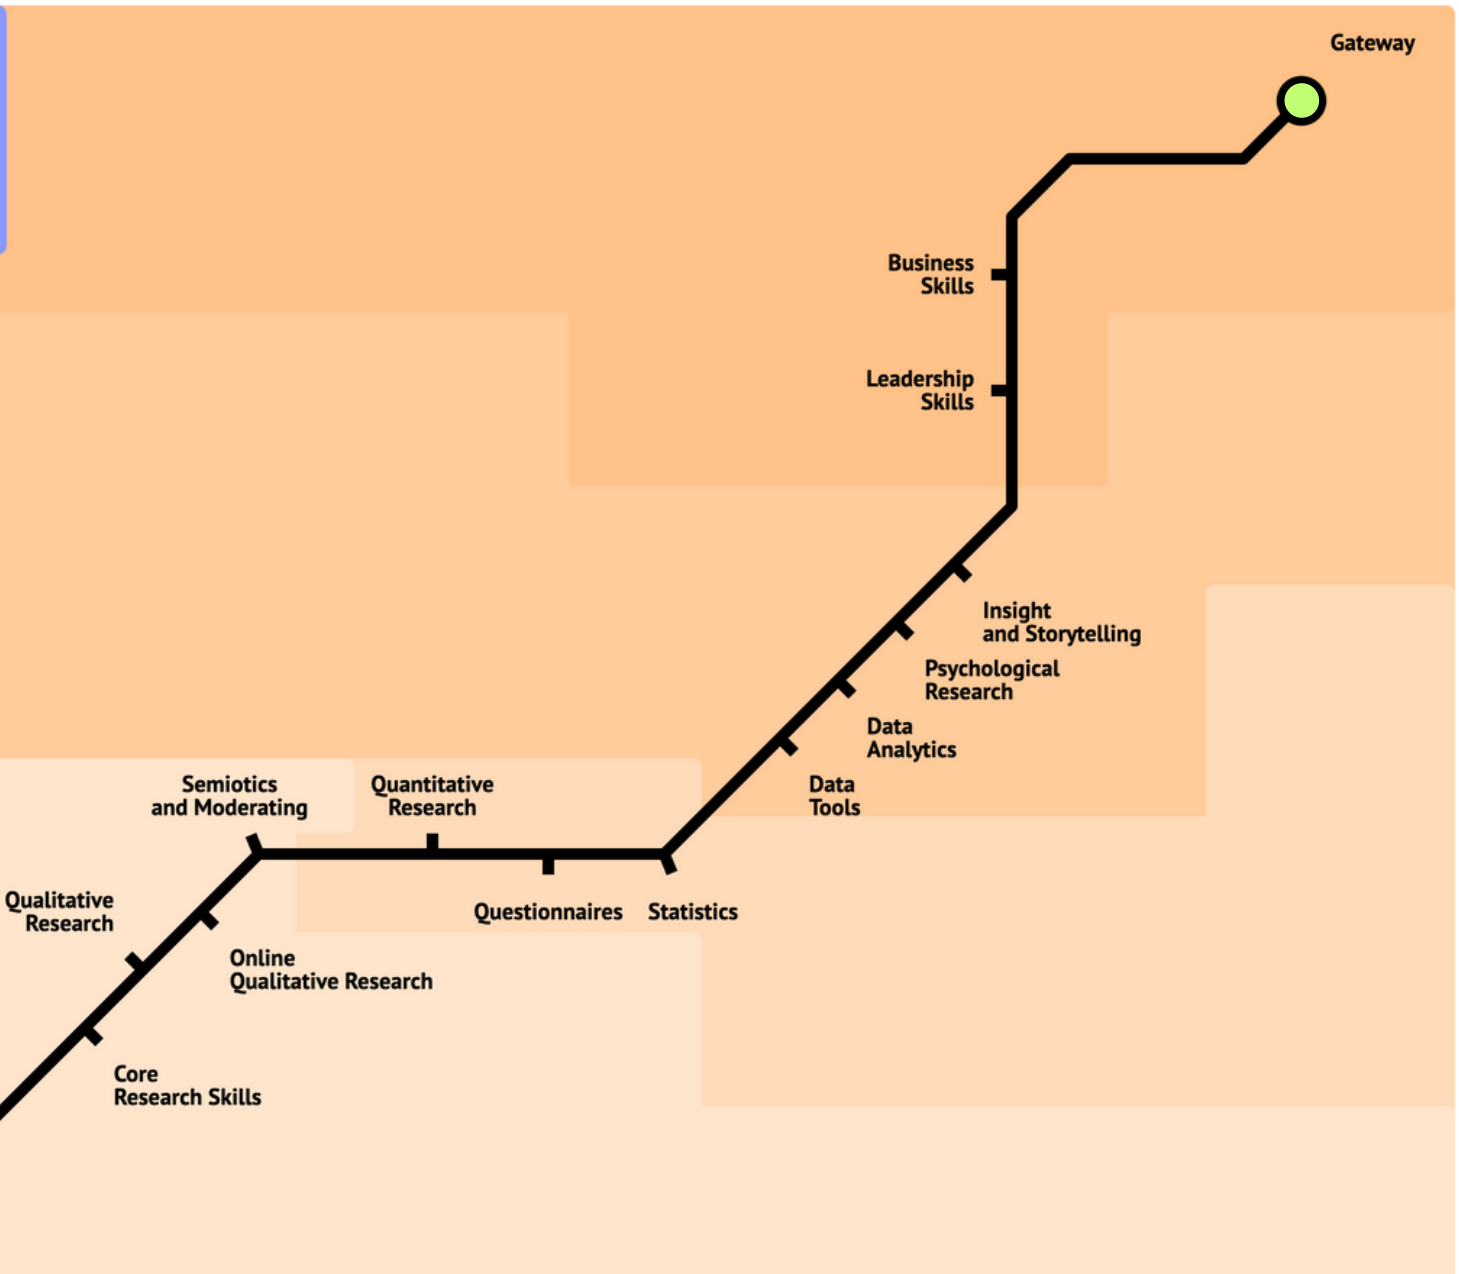 Gateway
Business
Skills
Leadership
Skills
Insight
and Storytelling
Psychological
Research
Data
Analytics
Data
Tools
Semiotics
and Moderating
Quantitative
Research
Qualitative
Research
Questionnaires
Statistics
Online
Qualitative Research
Core
Research Skills